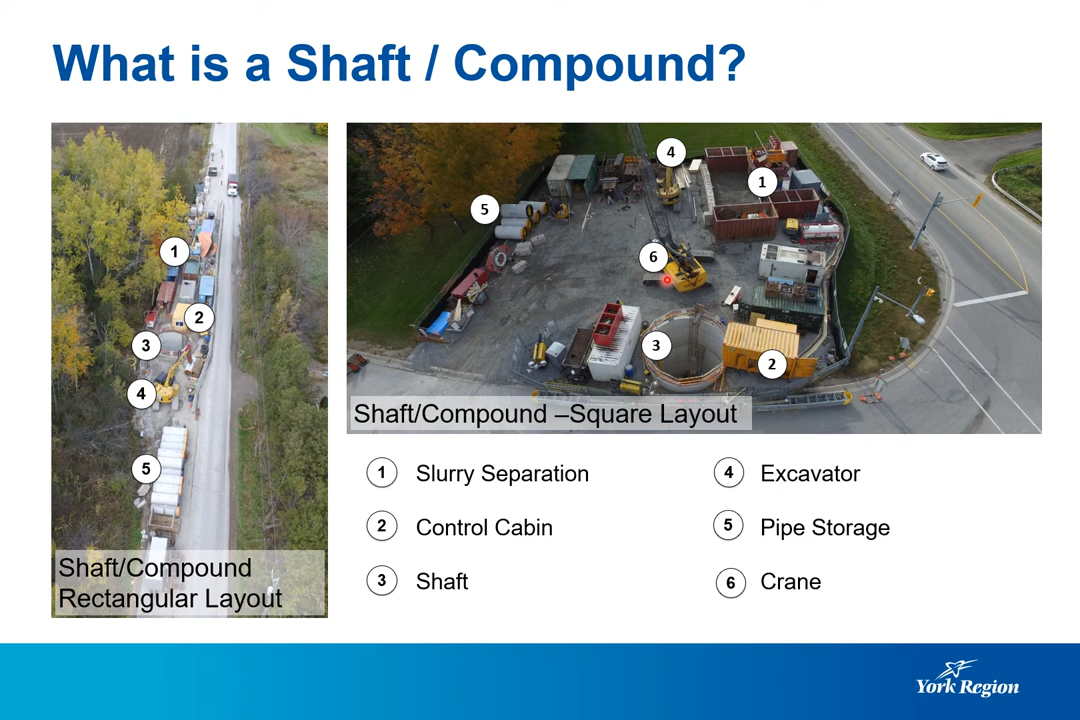 What is a Shaft / Compound?
1
2
3
4
5
Shaft/Compound
Rectangular Layout
4
1
5
6
3
2
Shaft/Compound –Square Layout
1 Slurry Separation
2 Control Cabin
3 Shaft
4 Excavator
5 Pipe Storage
6 Crane
York Region